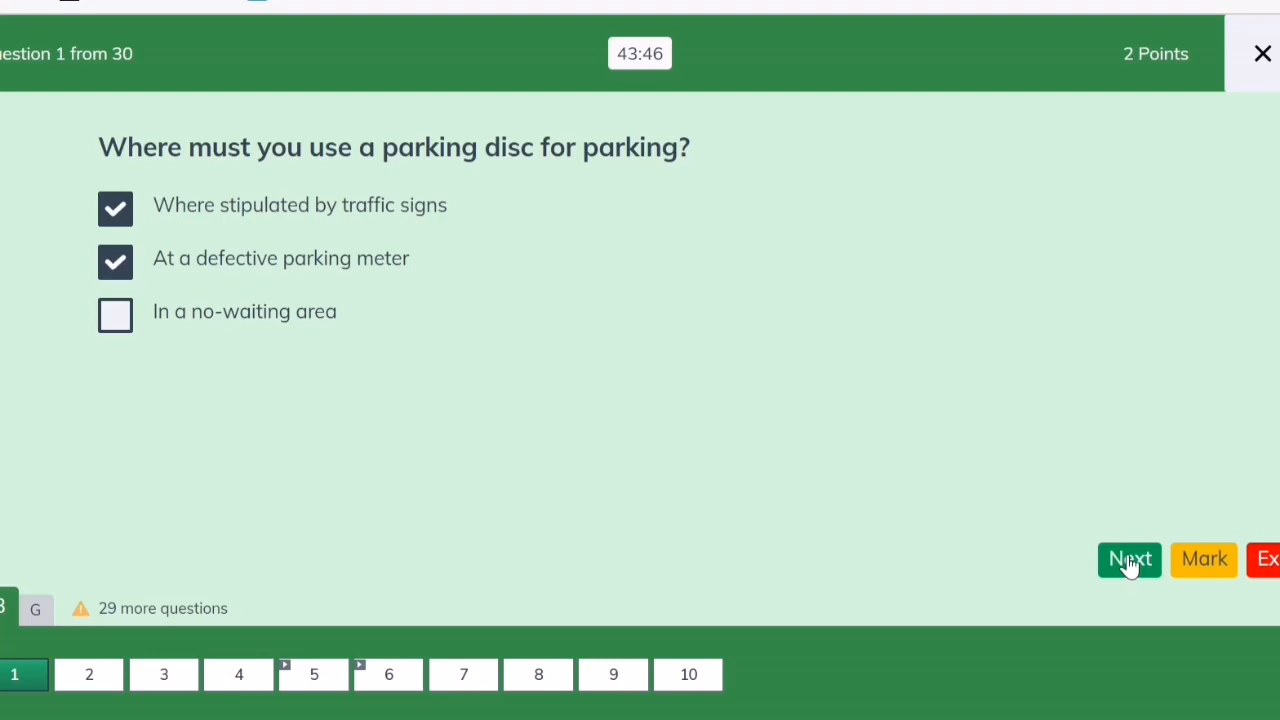 estion 1 from 30
43:46
2 Points
Where must you use a parking disc for parking?
Where stipulated by traffic signs
At a defective parking meter
In a no-waiting area
Next
Mark
Ex
G
29 more questions
1 2 3 4 5 6 7 8 9 10